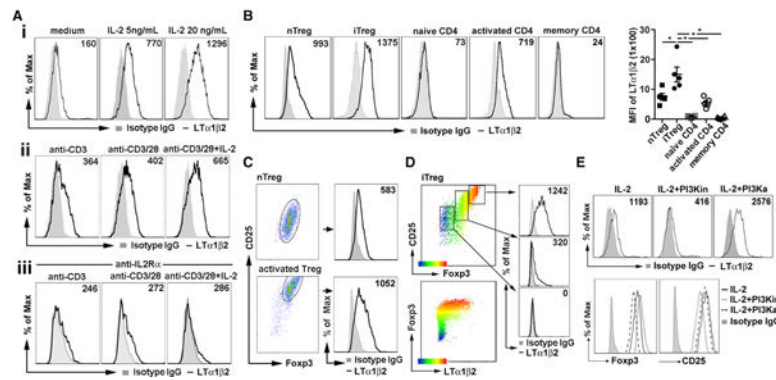 A
i
medium
IL-2 5ng/mL
IL-2 20 ng/mL
160
770
1296
% of Max
Isotype IgG
LTα1β2
ii
anti-CD3
anti-CD3/28
anti-CD3/28+IL-2
364
402
665
% of Max
Isotype IgG
LTα1β2
iii
anti-IL2Rα
anti-CD3
anti-CD3/28
anti-CD3/28+IL-2
246
272
286
% of Max
Isotype IgG
LTα1β2
B
nTreg
iTreg
naive CD4
activated CD4
memory CD4
993
1375
73
719
24
% of Max
Isotype IgG
LTα1β2
MFI of LTα1β2 (1x100)
30
20
10
0
* * * *
nTreg
iTreg
naive CD4
activated CD4
memory CD4
C
nTreg
583
CD25
% of Max
activated Treg
1052
Foxp3
Isotype IgG
LTα1β2
D
iTreg
1242
CD25
320
% of Max
Foxp3
0
Foxp3
LTα1β2
Isotype IgG
LTα1β2
E
IL-2
IL-2+PI3Kin
IL-2+PI3Ka
1193
416
2576
% of Max
Isotype IgG
LTα1β2
IL-2
IL-2+PI3Kin
IL-2+PI3Ka
Isotype IgG
% of Max
Foxp3
CD25